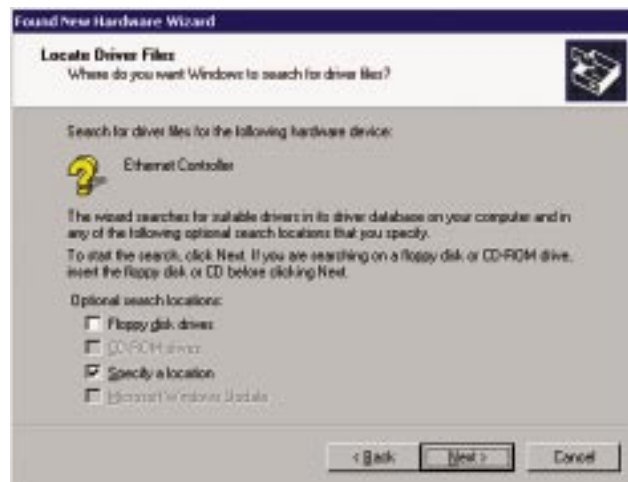 Found New Hardware Wizard
Locate Driver Files
Where do you want Windows to search for driver files?
Search for driver files for the following hardware device:
Ethernet Controller
The wizard searches for suitable drivers in its driver database on your computer and in
any of the following optional search locations that you specify.
To start the search, click Next. If you are searching on a floppy disk or CD-ROM drive,
insert the floppy disk or CD before clicking Next.
Optional search locations:
Floppy disk drives
CD-ROM drives
Specify a location
Microsoft Windows Update
< Back
Next >
Cancel